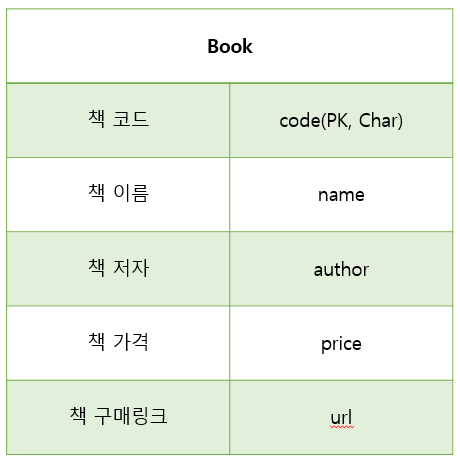 Book
책 코드 code(PK, Char)
책 이름 name
책 저자 author
책 가격 price
책 구매링크 url